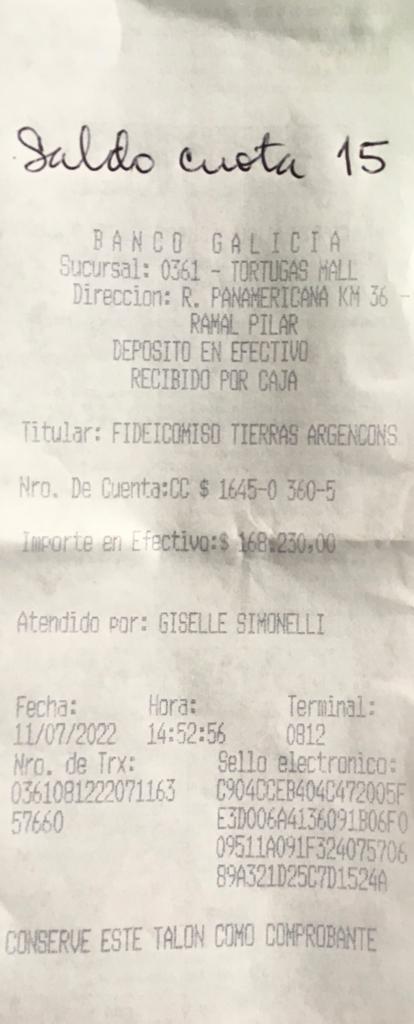 Saldo cuota 15
BANCO GALICIA
Sucursal: 0361 - TORTUGAS MALL
Direccion: R. PANAMERICANA KM 36 -
RAMAL PILAR
DEPOSITO EN EFECTIVO
RECIBIDO POR CAJA
Titular: FIDEICOMISO TIERRAS ARGENCONS
Nro. De Cuenta:CC $ 1645-0 360-5
Importe en Efectivo:$ 168.230,00
Atendido por: GISELLE SIMONELLI
Fecha: Hora: Terminal:
11/07/2022 14:52:56 0812
Nro. de Trx: Sello electronico:
0361081222071163 C904CCEB404C472005F
57660 E3D006A4136091B06F0
09511A091F324075706
89A321D25C7D1524A
CONSERVE ESTE TALON COMO COMPROBANTE